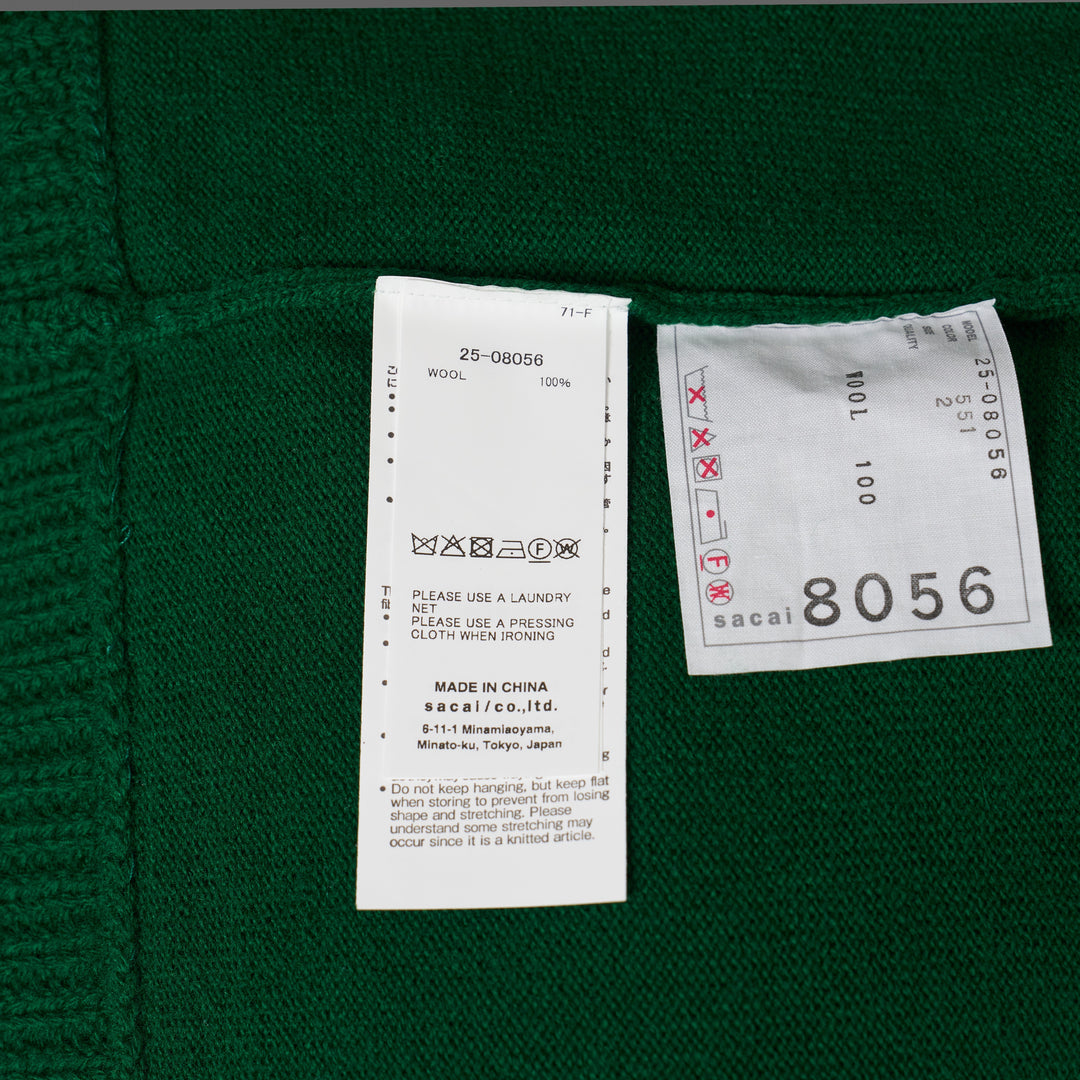 71-F
25-08056
WOOL 100%
PLEASE USE A LAUNDRY
NET
PLEASE USE A PRESSING
CLOTH WHEN IRONING
MADE IN CHINA
sacai/co.,ltd.
6-11-1 Minamiaoyama,
Minato-ku, Tokyo, Japan
• Do not keep hanging, but keep flat
when storing to prevent from losing
shape and stretching. Please
understand some stretching may
occur since it is a knitted article.
MODEL 25-08056
COLOR 551
SIZE 2
QUALITY
WOOL 100
F
sacai 8056